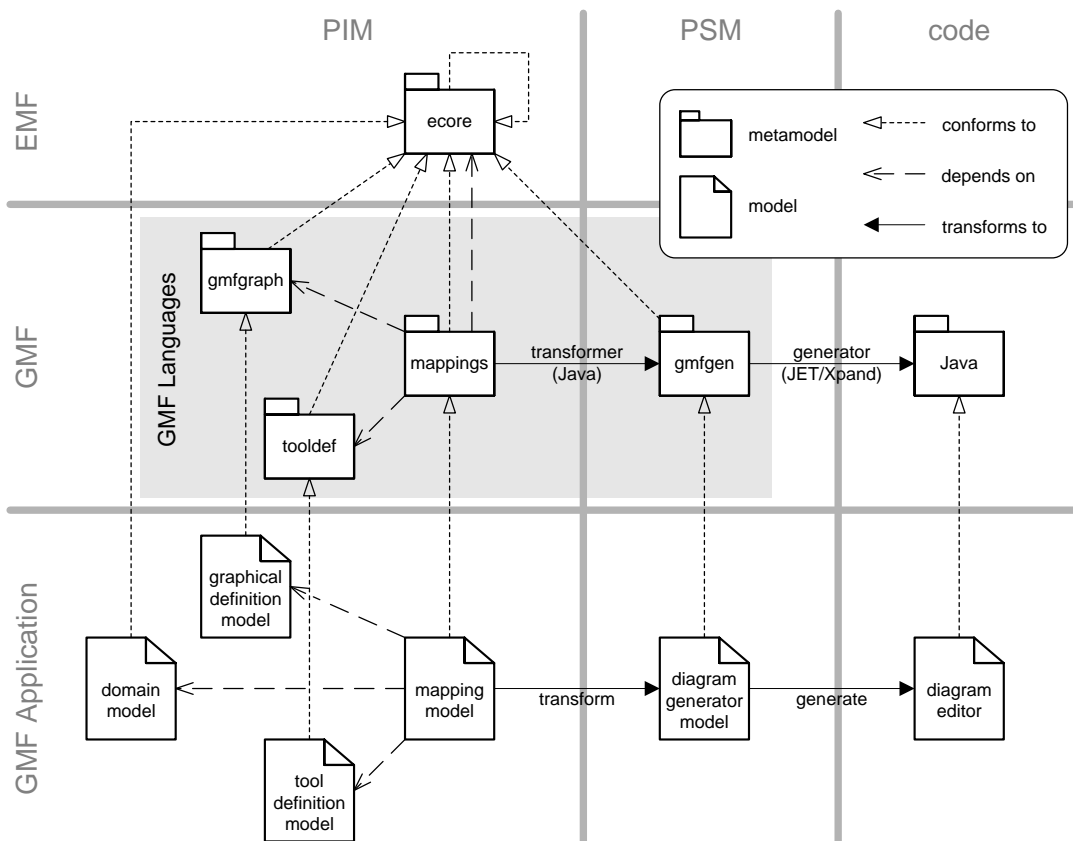 PIM
PSM
code
EMF
ecore
metamodel
conforms to
depends on
model
transforms to
GMF
GMF Languages
gmfgraph
mappings
transformer
(Java)
gmfgen
generator
(JET/Xpand)
Java
tooldef
GMF Application
graphical
definition
model
domain
model
mapping
model
transform
diagram
generator
model
generate
diagram
editor
tool
definition
model